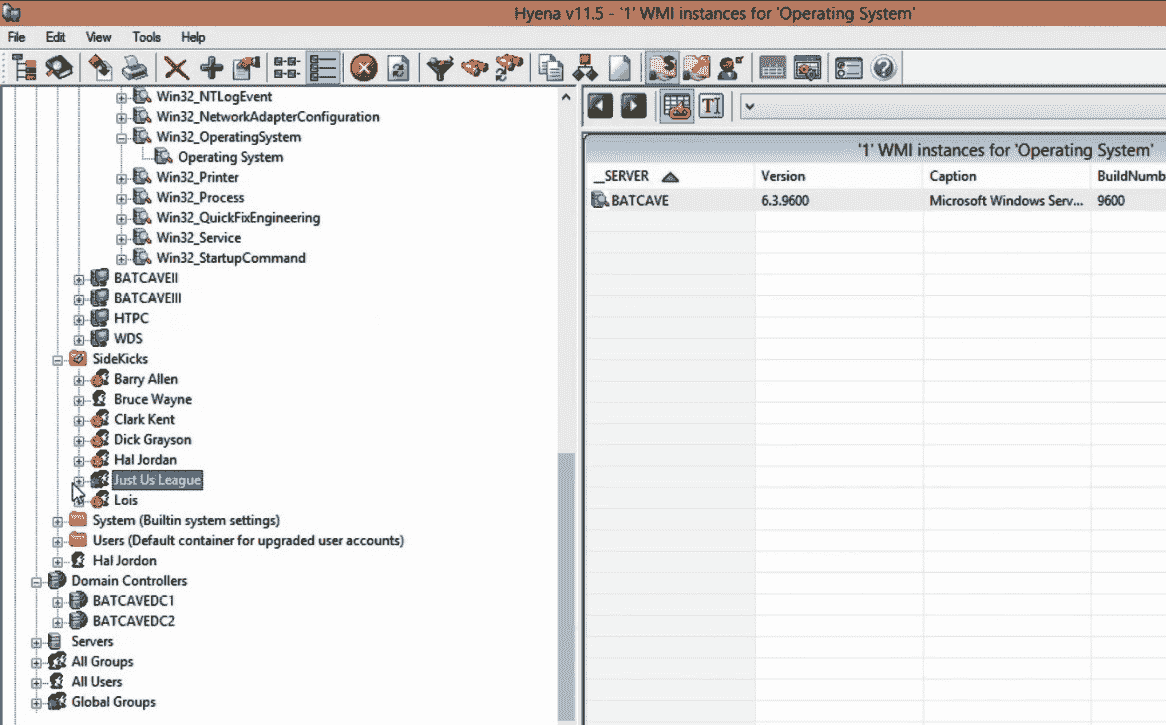 Hyena v11.5 - '1' WMI instances for 'Operating System'
File Edit View Tools Help
Win32_NTLogEvent
Win32_NetworkAdapterConfiguration
Win32_OperatingSystem
Operating System
Win32_Printer
Win32_Process
Win32_QuickFixEngineering
Win32_Service
Win32_StartupCommand
BATCAVEII
BATCAVEIII
HTPC
WDS
SideKicks
Barry Allen
Bruce Wayne
Clark Kent
Dick Grayson
Hal Jordan
Just Us League
Lois
System (Builtin system settings)
Users (Default container for upgraded user accounts)
Hal Jordon
Domain Controllers
BATCAVEDC1
BATCAVEDC2
Servers
All Groups
All Users
Global Groups
'1' WMI instances for 'Operating System'
__SERVER Version Caption BuildNumb
BATCAVE 6.3.9600 Microsoft Windows Serv... 9600